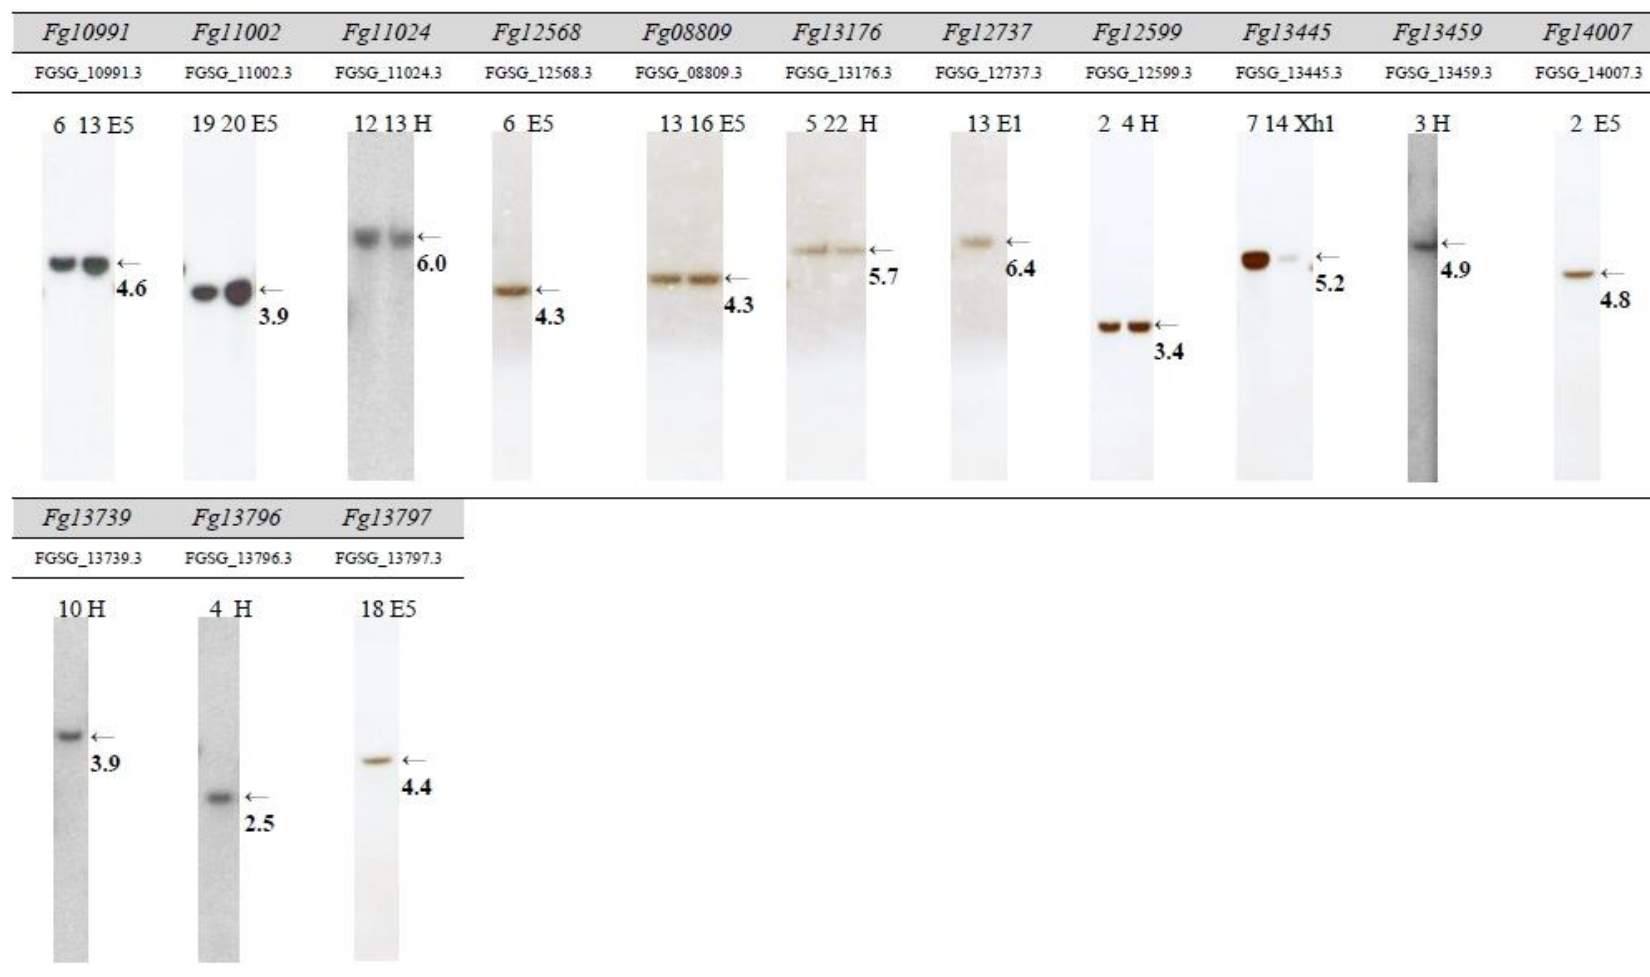 Fg10991 Fg11002 Fg11024 Fg12568 Fg08809 Fg13176 Fg12737 Fg12599 Fg13445 Fg13459 Fg14007
FGSG_10991.3 FGSG_11002.3 FGSG_11024.3 FGSG_12568.3 FGSG_08809.3 FGSG_13176.3 FGSG_12737.3 FGSG_12599.3 FGSG_13445.3 FGSG_13459.3 FGSG_14007.3
6 13 E5 19 20 E5 12 13 H 6 E5 13 16 E5 5 22 H 13 E1 2 4 H 7 14 Xh1 3 H 2 E5
← 4.6 ← 3.9 ← 6.0 ← 4.3 ← 4.3 ← 5.7 ← 6.4 ← 3.4 ← 5.2 ← 4.9 ← 4.8
Fg13739 Fg13796 Fg13797
FGSG_13739.3 FGSG_13796.3 FGSG_13797.3
10 H 4 H 18 E5
← 3.9 ← 2.5 ← 4.4